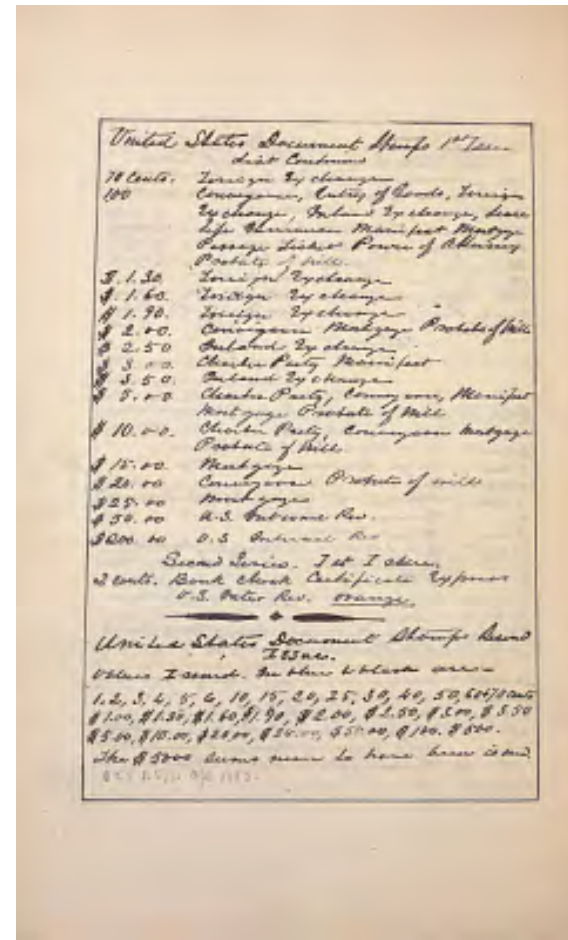 United States Document Stamps 1st Issue
List Continued
70 Cents. Foreign Exchange
100 Conveyance, Entry of Goods, Foreign
Exchange, Inland Exchange, Lease
Life Insurance Manifest Mortgage
Passage Ticket Power of Attorney
Probate of Will.
$.1.30. Foreign Exchange
$.1.60. Foreign Exchange
$ 1.90. Foreign Exchange
$ 2.00. Conveyance Mortgage Probate of Will
$ 2.50 Inland Exchange
$ 3.00 Charter Party Manifest
$ 3.50. Inland Exchange
$ 5.00 Charter Party, Conveyance, Manifest
Mortgage Probate of Will
$ 10.00. Charter Party, Conveyance Mortgage
Probate of Will.
$ 15.00. Mortgage
$ 20.00 Conveyance Probate of will
$ 25.00 Mortgage
$ 50.00 U.S. Internal Rev.
$ 200.00 U.S. Internal Rev
Second Series.
2 cents. Bank Check Certificate Express
U.S. Inter Rev. orange.
United States Document Stamps Second
Issue.
Values Issued. In blue & black are
1, 2, 3, 4, 5, 6, 10, 15, 20, 25, 30, 40, 50, 60 & 70 cents
$1.00, $1.30, $1.60, $1.90, $2.00, $2.50, $3.00, $3.50
$5.00, $10.00, $20.00, $25.00, $50.00, $100. $500.
The $5000 seems never to have been issued